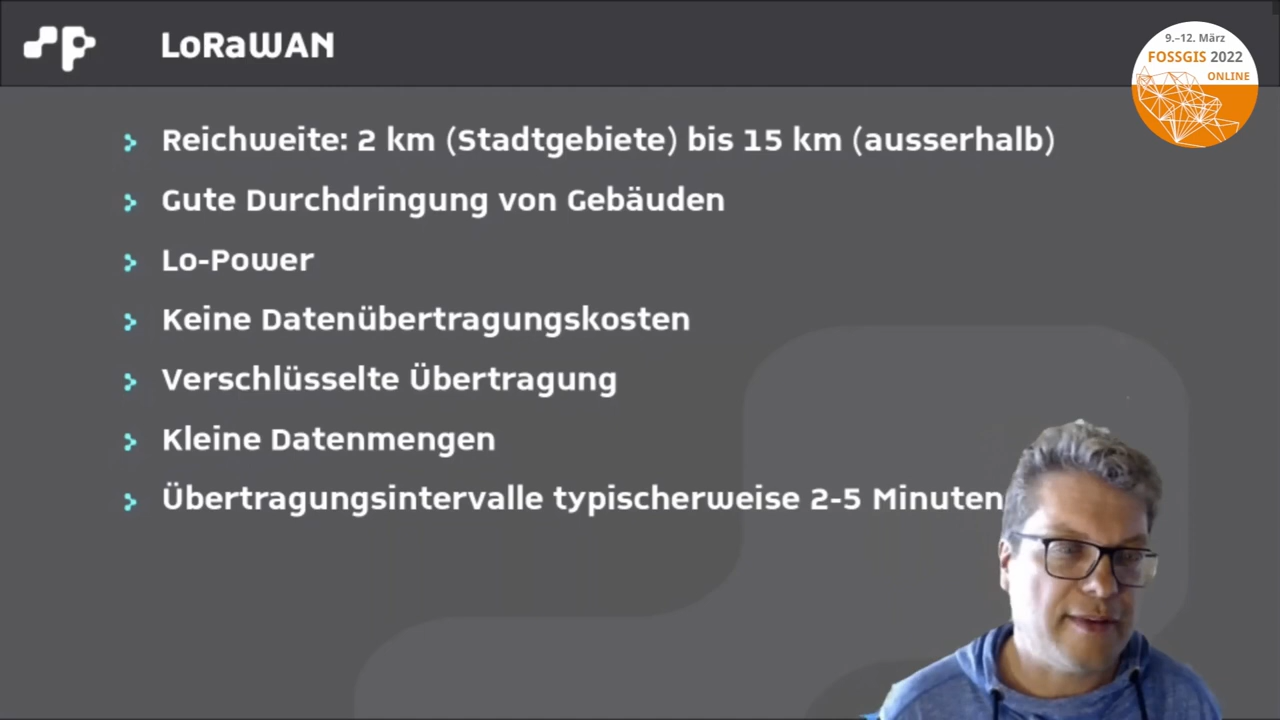 LoRaWAN
9.–12. März
FOSSGIS 2022
ONLINE
Reichweite: 2 km (Stadtgebiete) bis 15 km (ausserhalb)
Gute Durchdringung von Gebäuden
Lo-Power
Keine Datenübertragungskosten
Verschlüsselte Übertragung
Kleine Datenmengen
Übertragungsintervalle typischerweise 2-5 Minuten